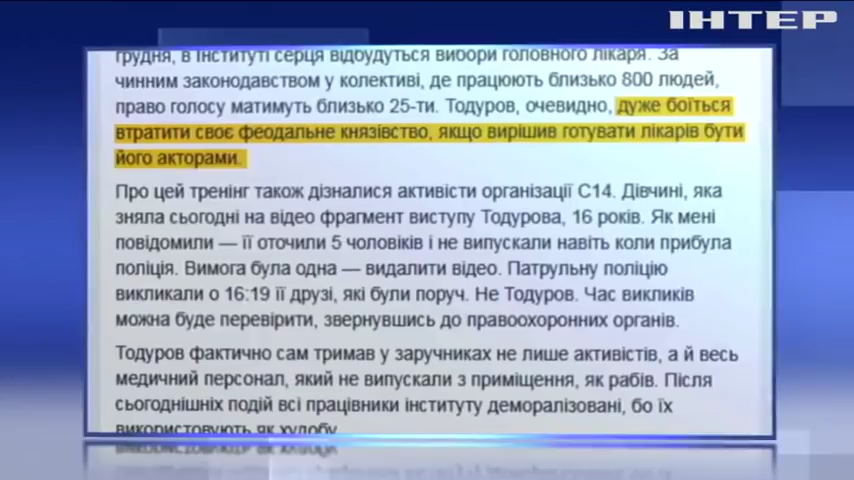 ІНТЕР
грудня, в Інституті серця відбудуться вибори головного лікаря. За
чинним законодавством у колективі, де працюють близько 800 людей,
право голосу матимуть близько 25-ти. Тодуров, очевидно, дуже боїться
втратити своє феодальне князівство, якщо вирішив готувати лікарів бути
його акторами.
Про цей тренінг також дізналися активісти організації С14. Дівчині, яка
зняла сьогодні на відео фрагмент виступу Тодурова, 16 років. Як мені
повідомили — її оточили 5 чоловіків і не випускали навіть коли прибула
поліція. Вимога була одна — видалити відео. Патрульну поліцію
викликали о 16:19 її друзі, які були поруч. Не Тодуров. Час викликів
можна буде перевірити, звернувшись до правоохоронних органів.
Тодуров фактично сам тримав у заручниках не лише активістів, а й весь
медичний персонал, який не випускали з приміщення, як рабів. Після
сьогоднішніх подій всі працівники інституту деморалізовані, бо їх
використовують як худобу